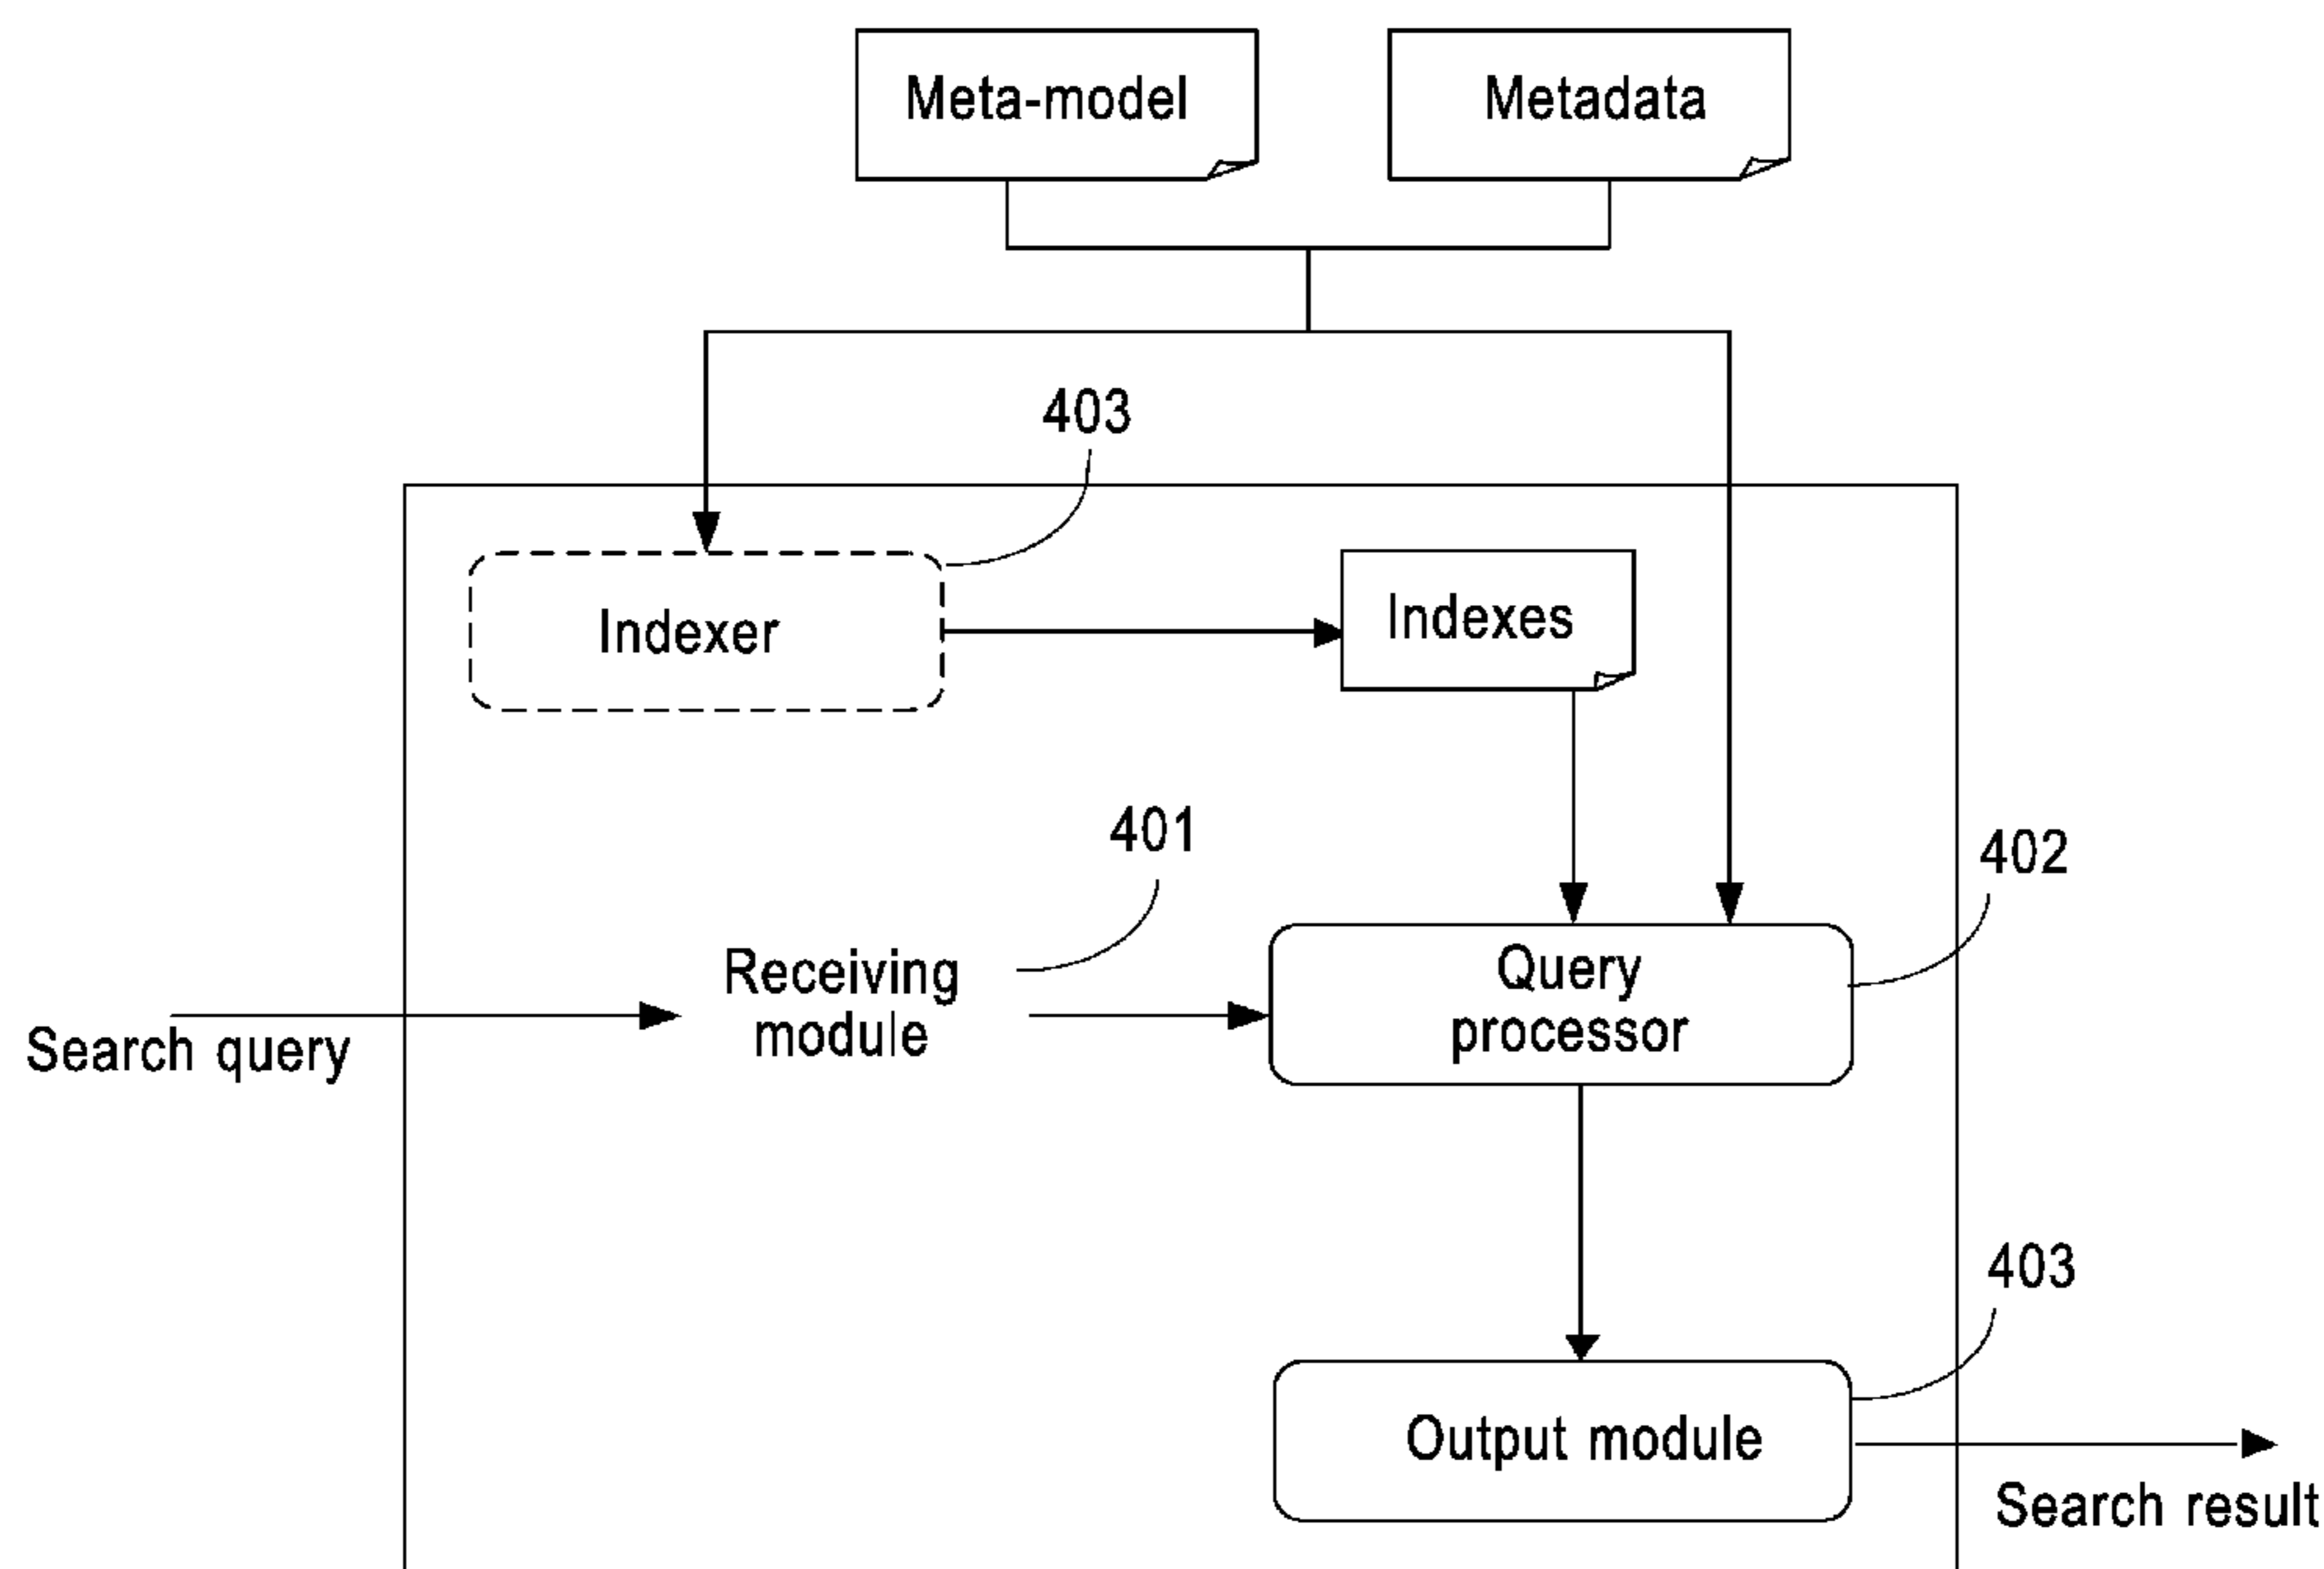 Meta-model
Metadata
403
Indexer
Indexes
401
402
Receiving
module
Query
processor
Search query
403
Output module
Search result